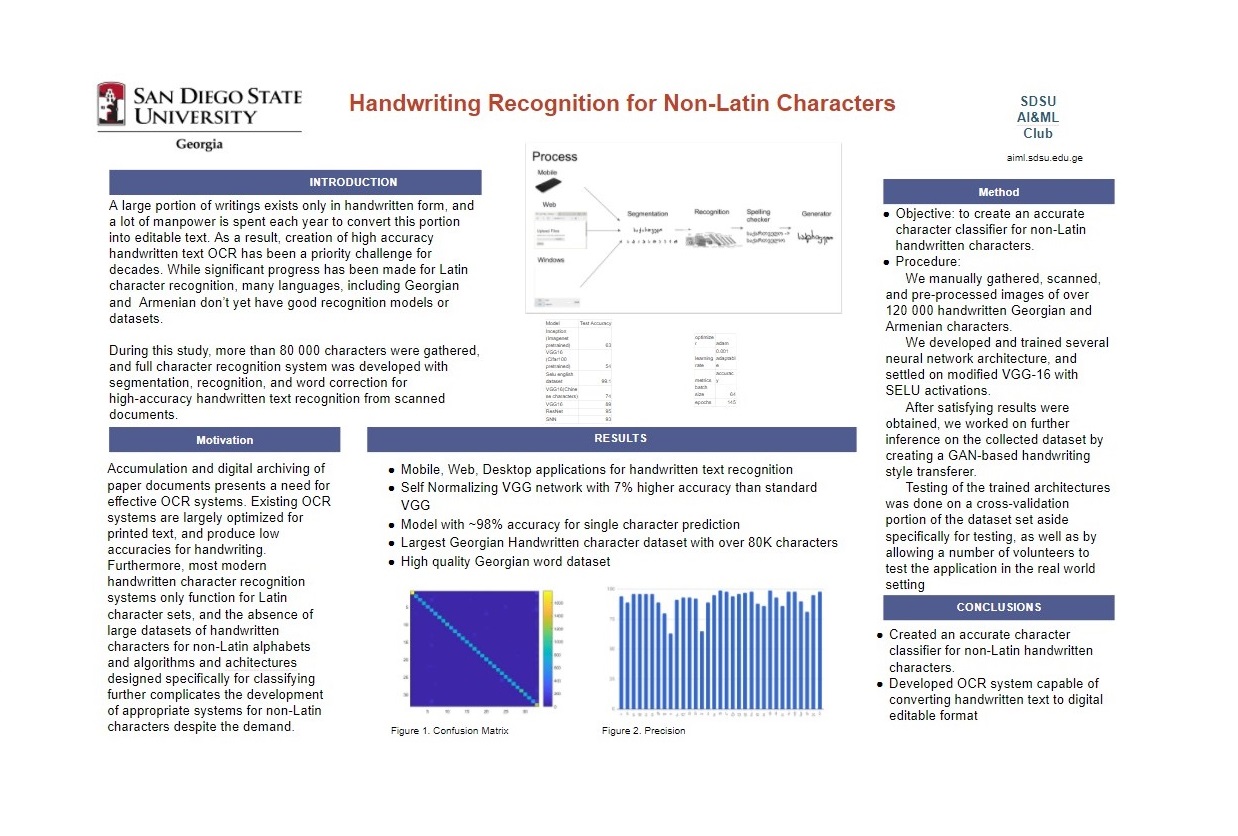 SAN DIEGO STATE
UNIVERSITY
Georgia
Handwriting Recognition for Non-Latin Characters
SDSU
AI&ML
Club
aiml.sdsu.edu.ge
INTRODUCTION
A large portion of writings exists only in handwritten form, and
a lot of manpower is spent each year to convert this portion
into editable text. As a result, creation of high accuracy
handwritten text OCR has been a priority challenge for
decades. While significant progress has been made for Latin
character recognition, many languages, including Georgian
and Armenian don't yet have good recognition models or
datasets.
During this study, more than 80 000 characters were gathered,
and full character recognition system was developed with
segmentation, recognition, and word correction for
high-accuracy handwritten text recognition from scanned
documents.
Motivation
Accumulation and digital archiving of
paper documents presents a need for
effective OCR systems. Existing OCR
systems are largely optimized for
printed text, and produce low
accuracies for handwriting.
Furthermore, most modern
handwritten character recognition
systems only function for Latin
character sets, and the absence of
large datasets of handwritten
characters for non-Latin alphabets
and algorithms and achitectures
designed specifically for classifying
further complicates the development
of appropriate systems for non-Latin
characters despite the demand.
Process
Mobile
Web
Upload Files
Windows
Segmentation
Recognition
Spelling
checker
Generator
Model Test Accuracy
Inception
(Imagenet
pretrained) 63
VGG16
(Cifar100
pretrained) 54
Selu english
dataset 99.1
VGG16(Chine
se characters) 74
VGG16 88
ResNet 95
SNN 93
optimize
r adam
0.001
learning adaptabl
rate e
accurac
metrics y
batch
size 64
epochs 145
RESULTS
● Mobile, Web, Desktop applications for handwritten text recognition
● Self Normalizing VGG network with 7% higher accuracy than standard
VGG
● Model with ~98% accuracy for single character prediction
● Largest Georgian Handwritten character dataset with over 80K characters
● High quality Georgian word dataset
Figure 1. Confusion Matrix
Figure 2. Precision
Method
● Objective: to create an accurate
character classifier for non-Latin
handwritten characters.
● Procedure:
We manually gathered, scanned,
and pre-processed images of over
120 000 handwritten Georgian and
Armenian characters.
We developed and trained several
neural network architecture, and
settled on modified VGG-16 with
SELU activations.
After satisfying results were
obtained, we worked on further
inference on the collected dataset by
creating a GAN-based handwriting
style transferer.
Testing of the trained architectures
was done on a cross-validation
portion of the dataset set aside
specifically for testing, as well as by
allowing a number of volunteers to
test the application in the real world
setting
CONCLUSIONS
● Created an accurate character
classifier for non-Latin handwritten
characters.
● Developed OCR system capable of
converting handwritten text to digital
editable format